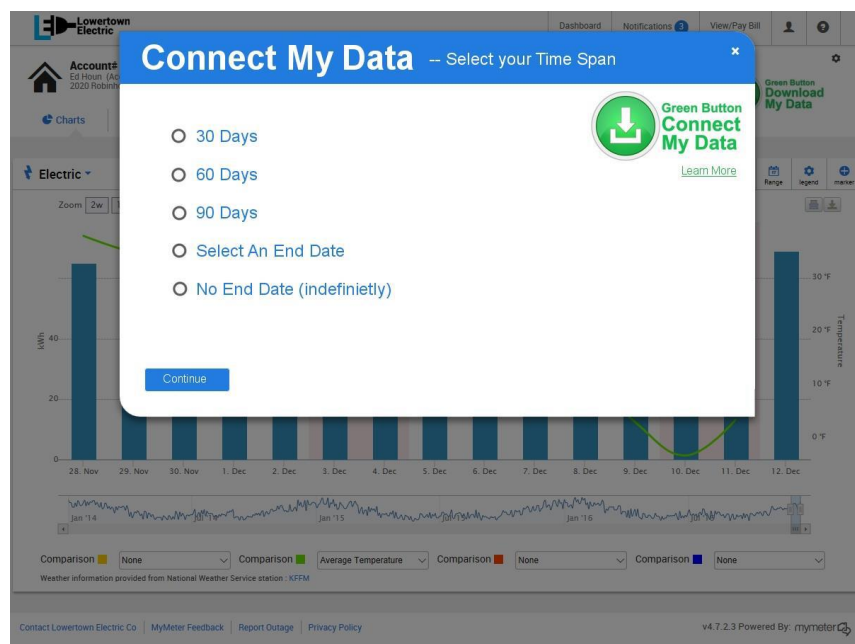 Lowertown
Electric
Dashboard
Notifications 3
View/Pay Bill
Connect My Data -- Select your Time Span
×
Account#
Ed Houn
2020
Charts
Green Button
Download
My Data
30 Days
60 Days
90 Days
Select An End Date
No End Date (indefinietly)
Green Button
Connect
My Data
Learn More
Continue
Electric
Range
legend
marker
Zoom 2w
kWh
40
20
0
30 °F
20 °F
10 °F
0 °F
Temperature
28. Nov 29. Nov 30. Nov 1. Dec 2. Dec 3. Dec 4. Dec 5. Dec 6. Dec 7. Dec 8. Dec 9. Dec 10. Dec 11. Dec 12. Dec
Jan '14 Jan '15 Jan '16
Comparison None Comparison Average Temperature Comparison None Comparison None
Weather information provided from National Weather Service station : KFFM
Contact Lowertown Electric Co | MyMeter Feedback | Report Outage | Privacy Policy
v4.7.2.3 Powered By: mymeter